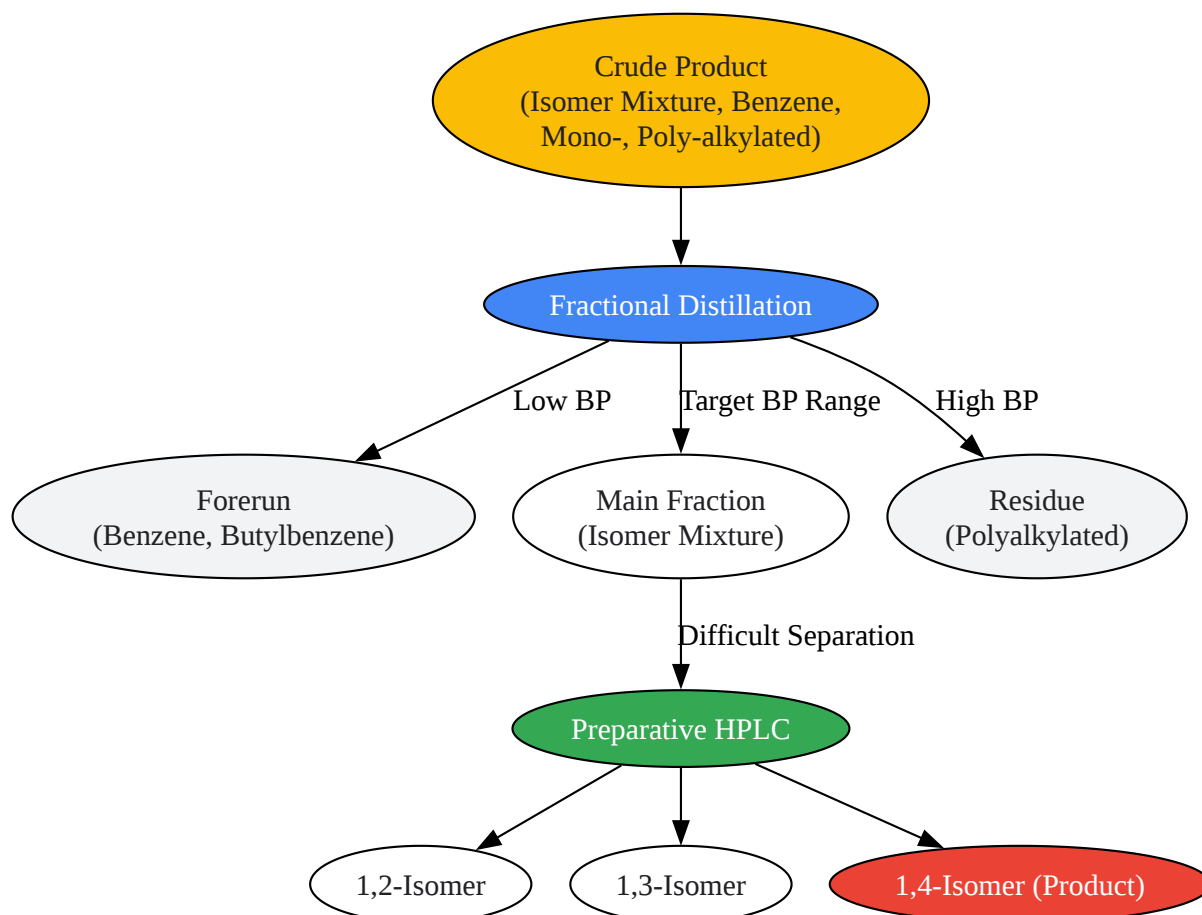 Crude Product
(Isomer Mixture, Benzene,
Mono-, Poly-alkylated)
Fractional Distillation
Low BP
Target BP Range
High BP
Forerun
(Benzene, Butylbenzene)
Main Fraction
(Isomer Mixture)
Residue
(Polyalkylated)
Difficult Separation
Preparative HPLC
1,2-Isomer
1,3-Isomer
1,4-Isomer (Product)